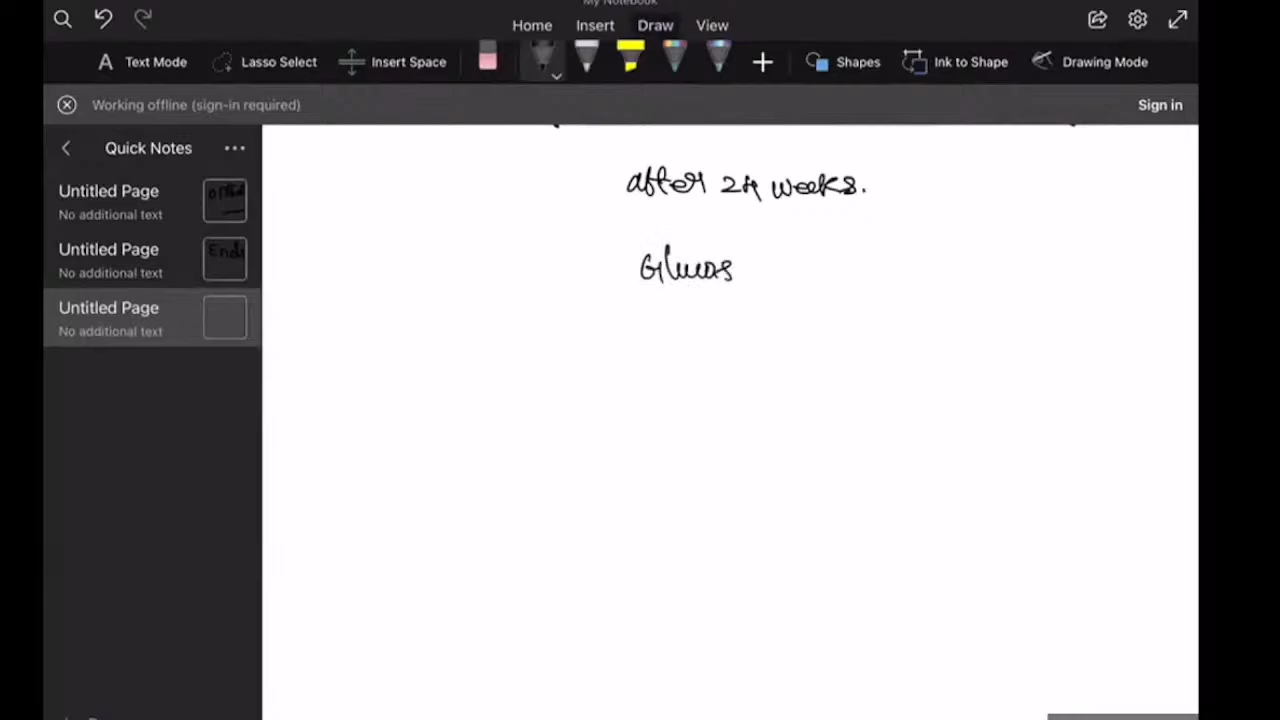 My Notebook
Home Insert Draw View
Text Mode Lasso Select Insert Space Shapes Ink to Shape Drawing Mode
Working offline (sign-in required) Sign in
Quick Notes
Untitled Page
No additional text
Untitled Page
No additional text
Untitled Page
No additional text
after 24 weeks.
Glucos